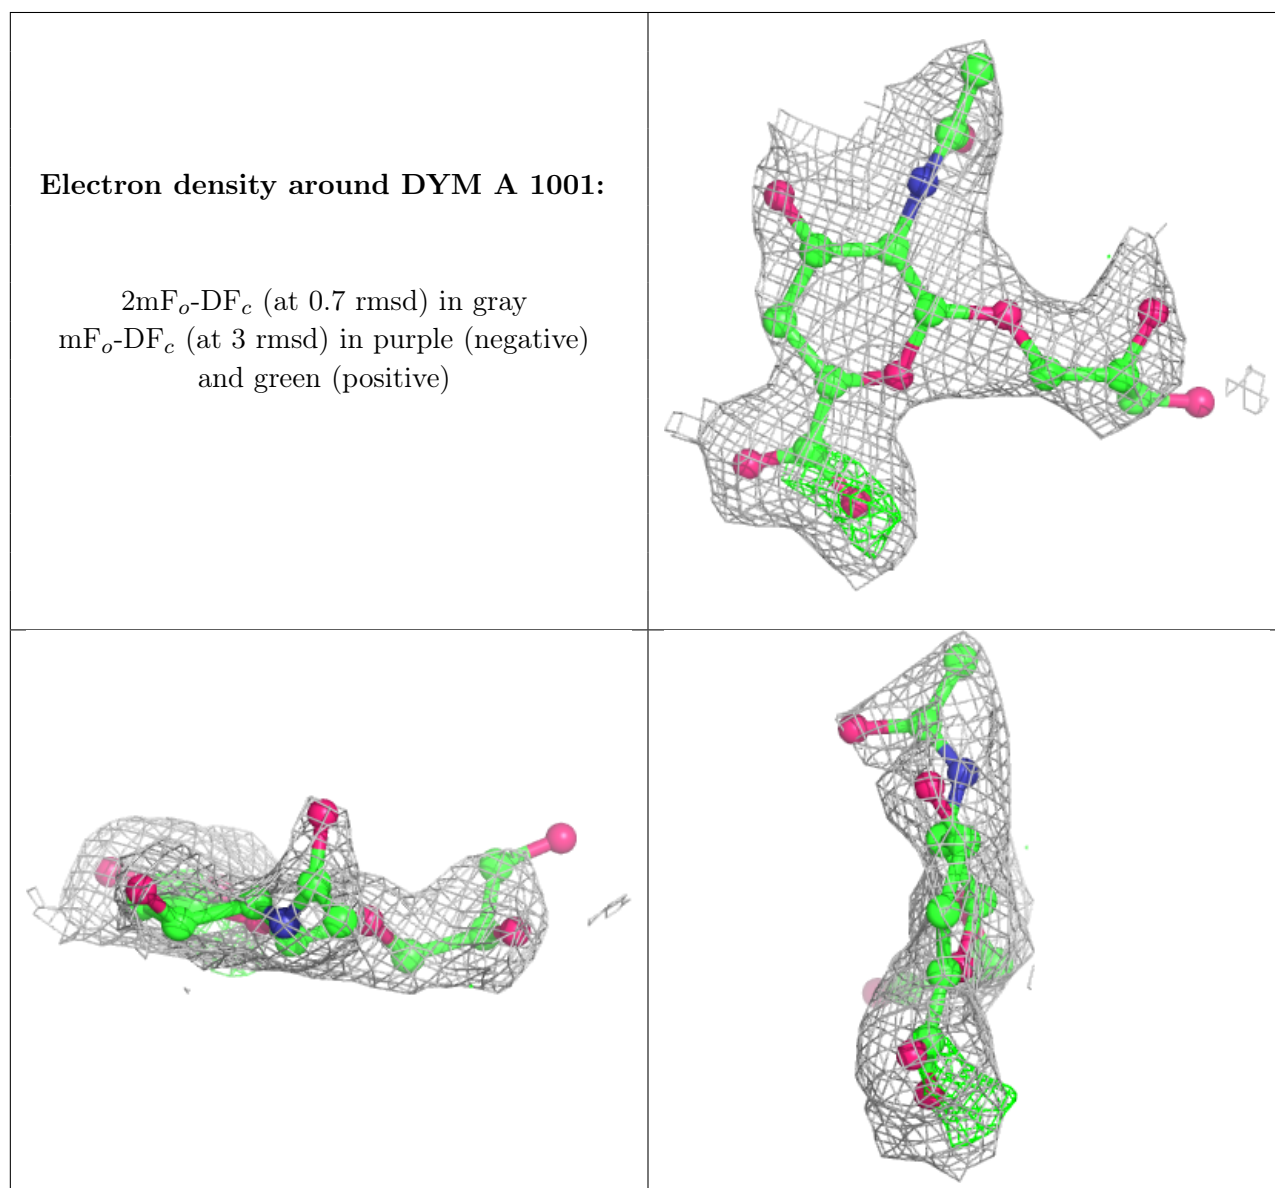 Electron density around DYM A 1001:
2mFo-DFc (at 0.7 rmsd) in gray
mFo-DFc (at 3 rmsd) in purple (negative)
and green (positive)